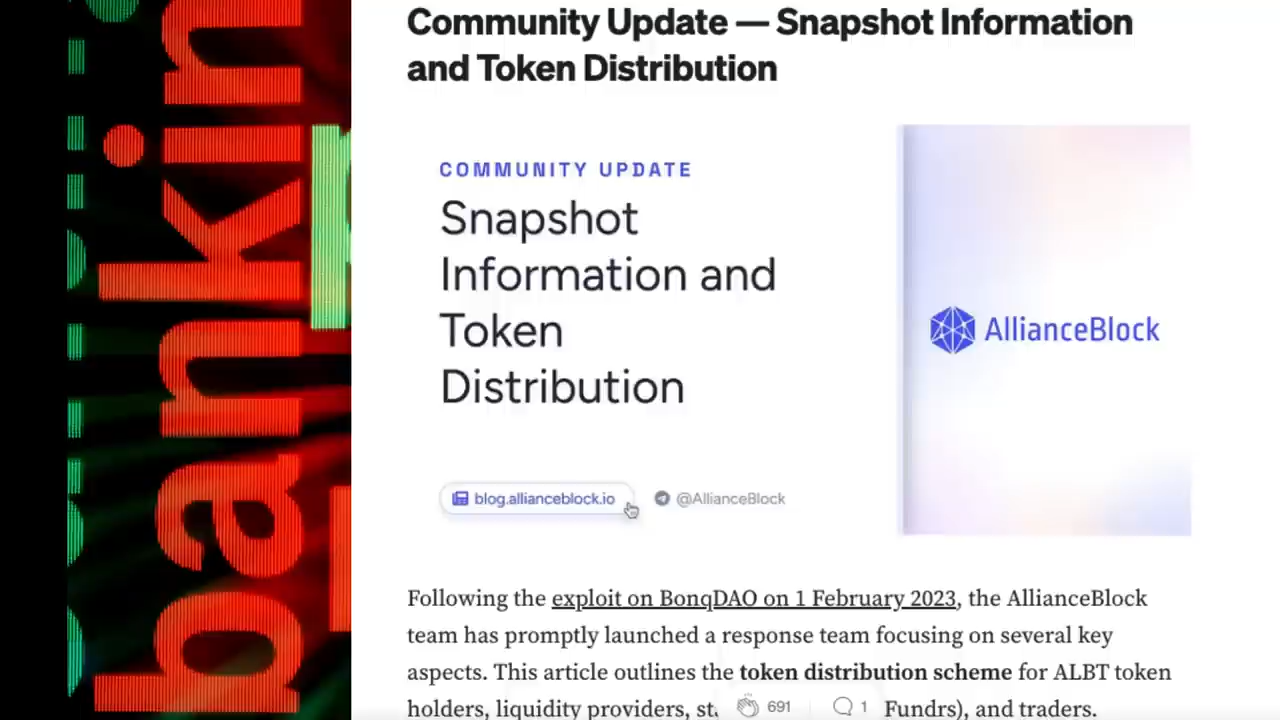 bankin
Community Update — Snapshot Information
and Token Distribution
COMMUNITY UPDATE
Snapshot
Information and
Token
Distribution
AllianceBlock
blog.allianceblock.io
@AllianceBlock
Following the exploit on BonqDAO on 1 February 2023, the AllianceBlock
team has promptly launched a response team focusing on several key
aspects. This article outlines the token distribution scheme for ALBT token
holders, liquidity providers, 691 1 Fundrs), and traders.